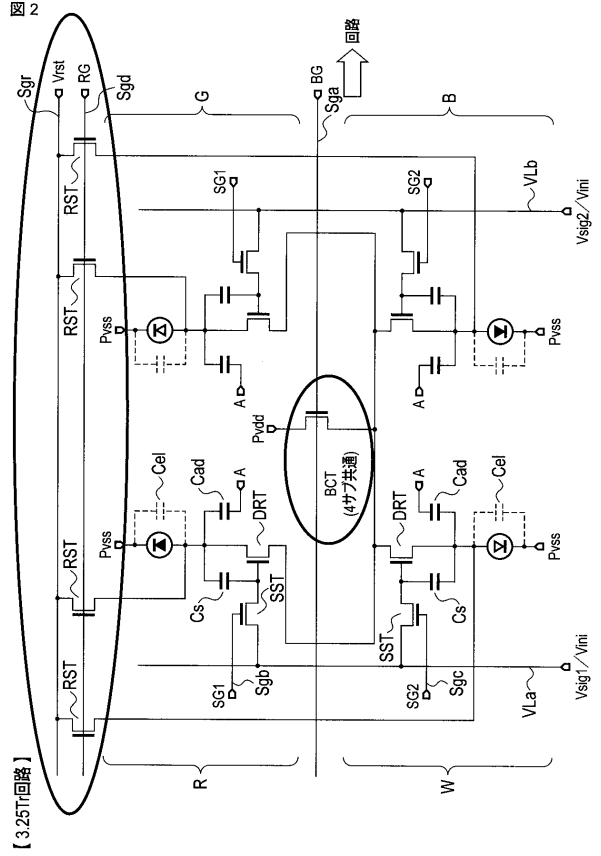 図2
【3.25Tr回路】
回路
Sgr
Vrst
RG
Sgd
RST
RST
RST
RST
G
BG
Sga
B
SG1
SG2
VLb
Vsig2/Vini
Pvss
A
A
Pvss
Pvdd
BCT
(4サブ共通)
Pvss
Cel
Cad
A
DRT
Cs
SST
SG1
Sgb
R
A
Cad
DRT
Cel
Pvss
Cs
SST
SG2
Sgc
W
VLa
Vsig1/Vini